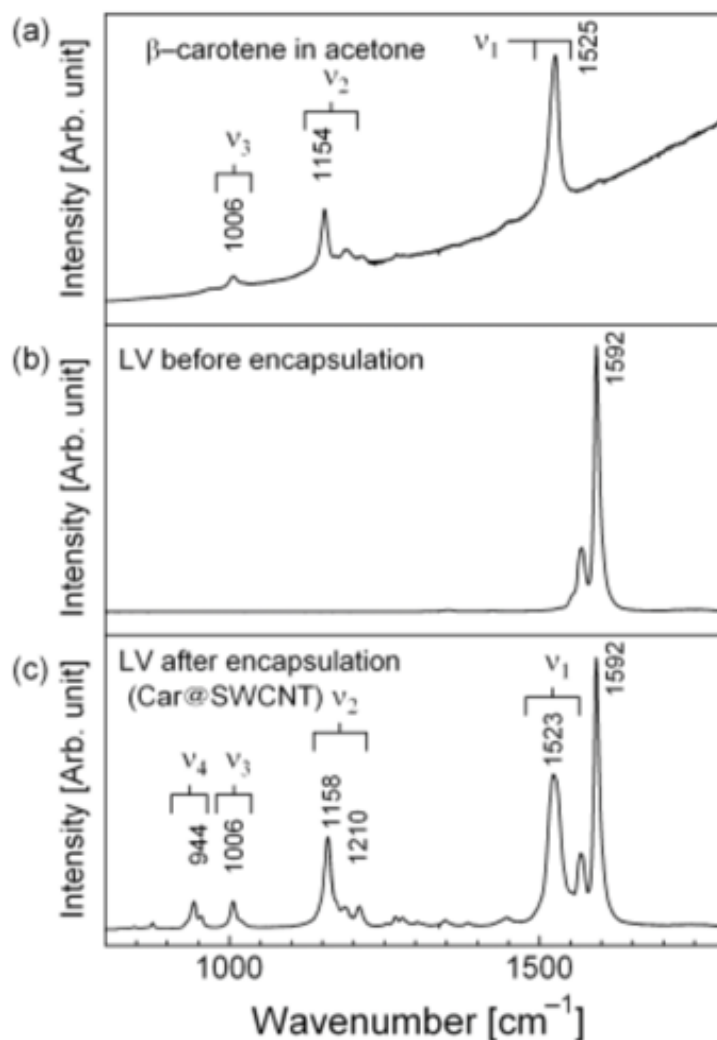 (a)
β–carotene in acetone
ν1
1525
ν2
1154
ν3
1006
Intensity [Arb. unit]
(b)
LV before encapsulation
1592
Intensity [Arb. unit]
(c)
LV after encapsulation
(Car@SWCNT)
ν4
944
ν3
1006
ν2
1158
1210
ν1
1523
1592
Intensity [Arb. unit]
1000
1500
Wavenumber [cm⁻¹]